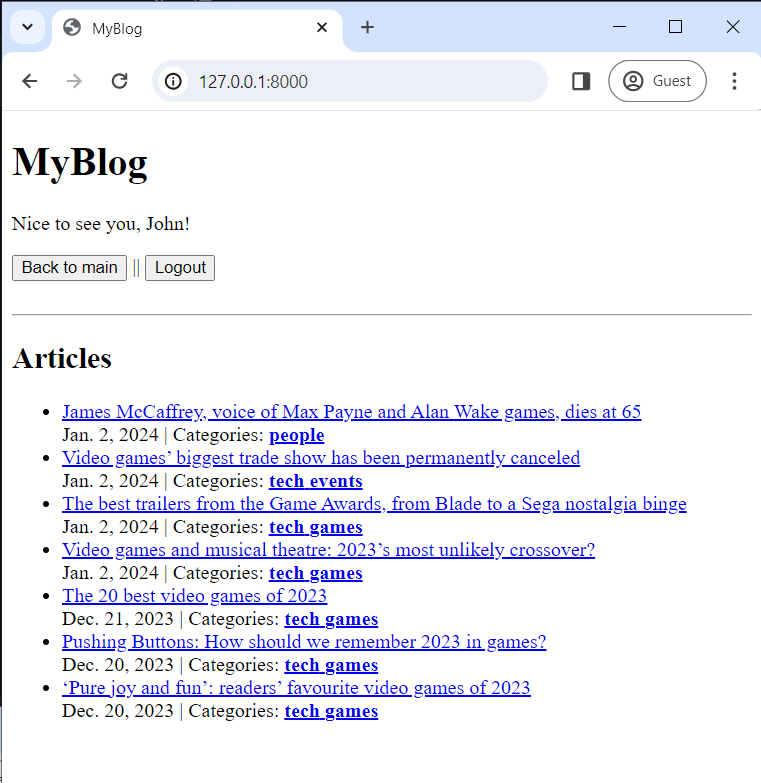 MyBlog
127.0.0.1:8000
Guest
MyBlog
Nice to see you, John!
Back to main || Logout
Articles
James McCaffrey, voice of Max Payne and Alan Wake games, dies at 65
Jan. 2, 2024 | Categories: people
Video games’ biggest trade show has been permanently canceled
Jan. 2, 2024 | Categories: tech events
The best trailers from the Game Awards, from Blade to a Sega nostalgia binge
Jan. 2, 2024 | Categories: tech games
Video games and musical theatre: 2023’s most unlikely crossover?
Jan. 2, 2024 | Categories: tech games
The 20 best video games of 2023
Dec. 21, 2023 | Categories: tech games
Pushing Buttons: How should we remember 2023 in games?
Dec. 20, 2023 | Categories: tech games
‘Pure joy and fun’: readers’ favourite video games of 2023
Dec. 20, 2023 | Categories: tech games